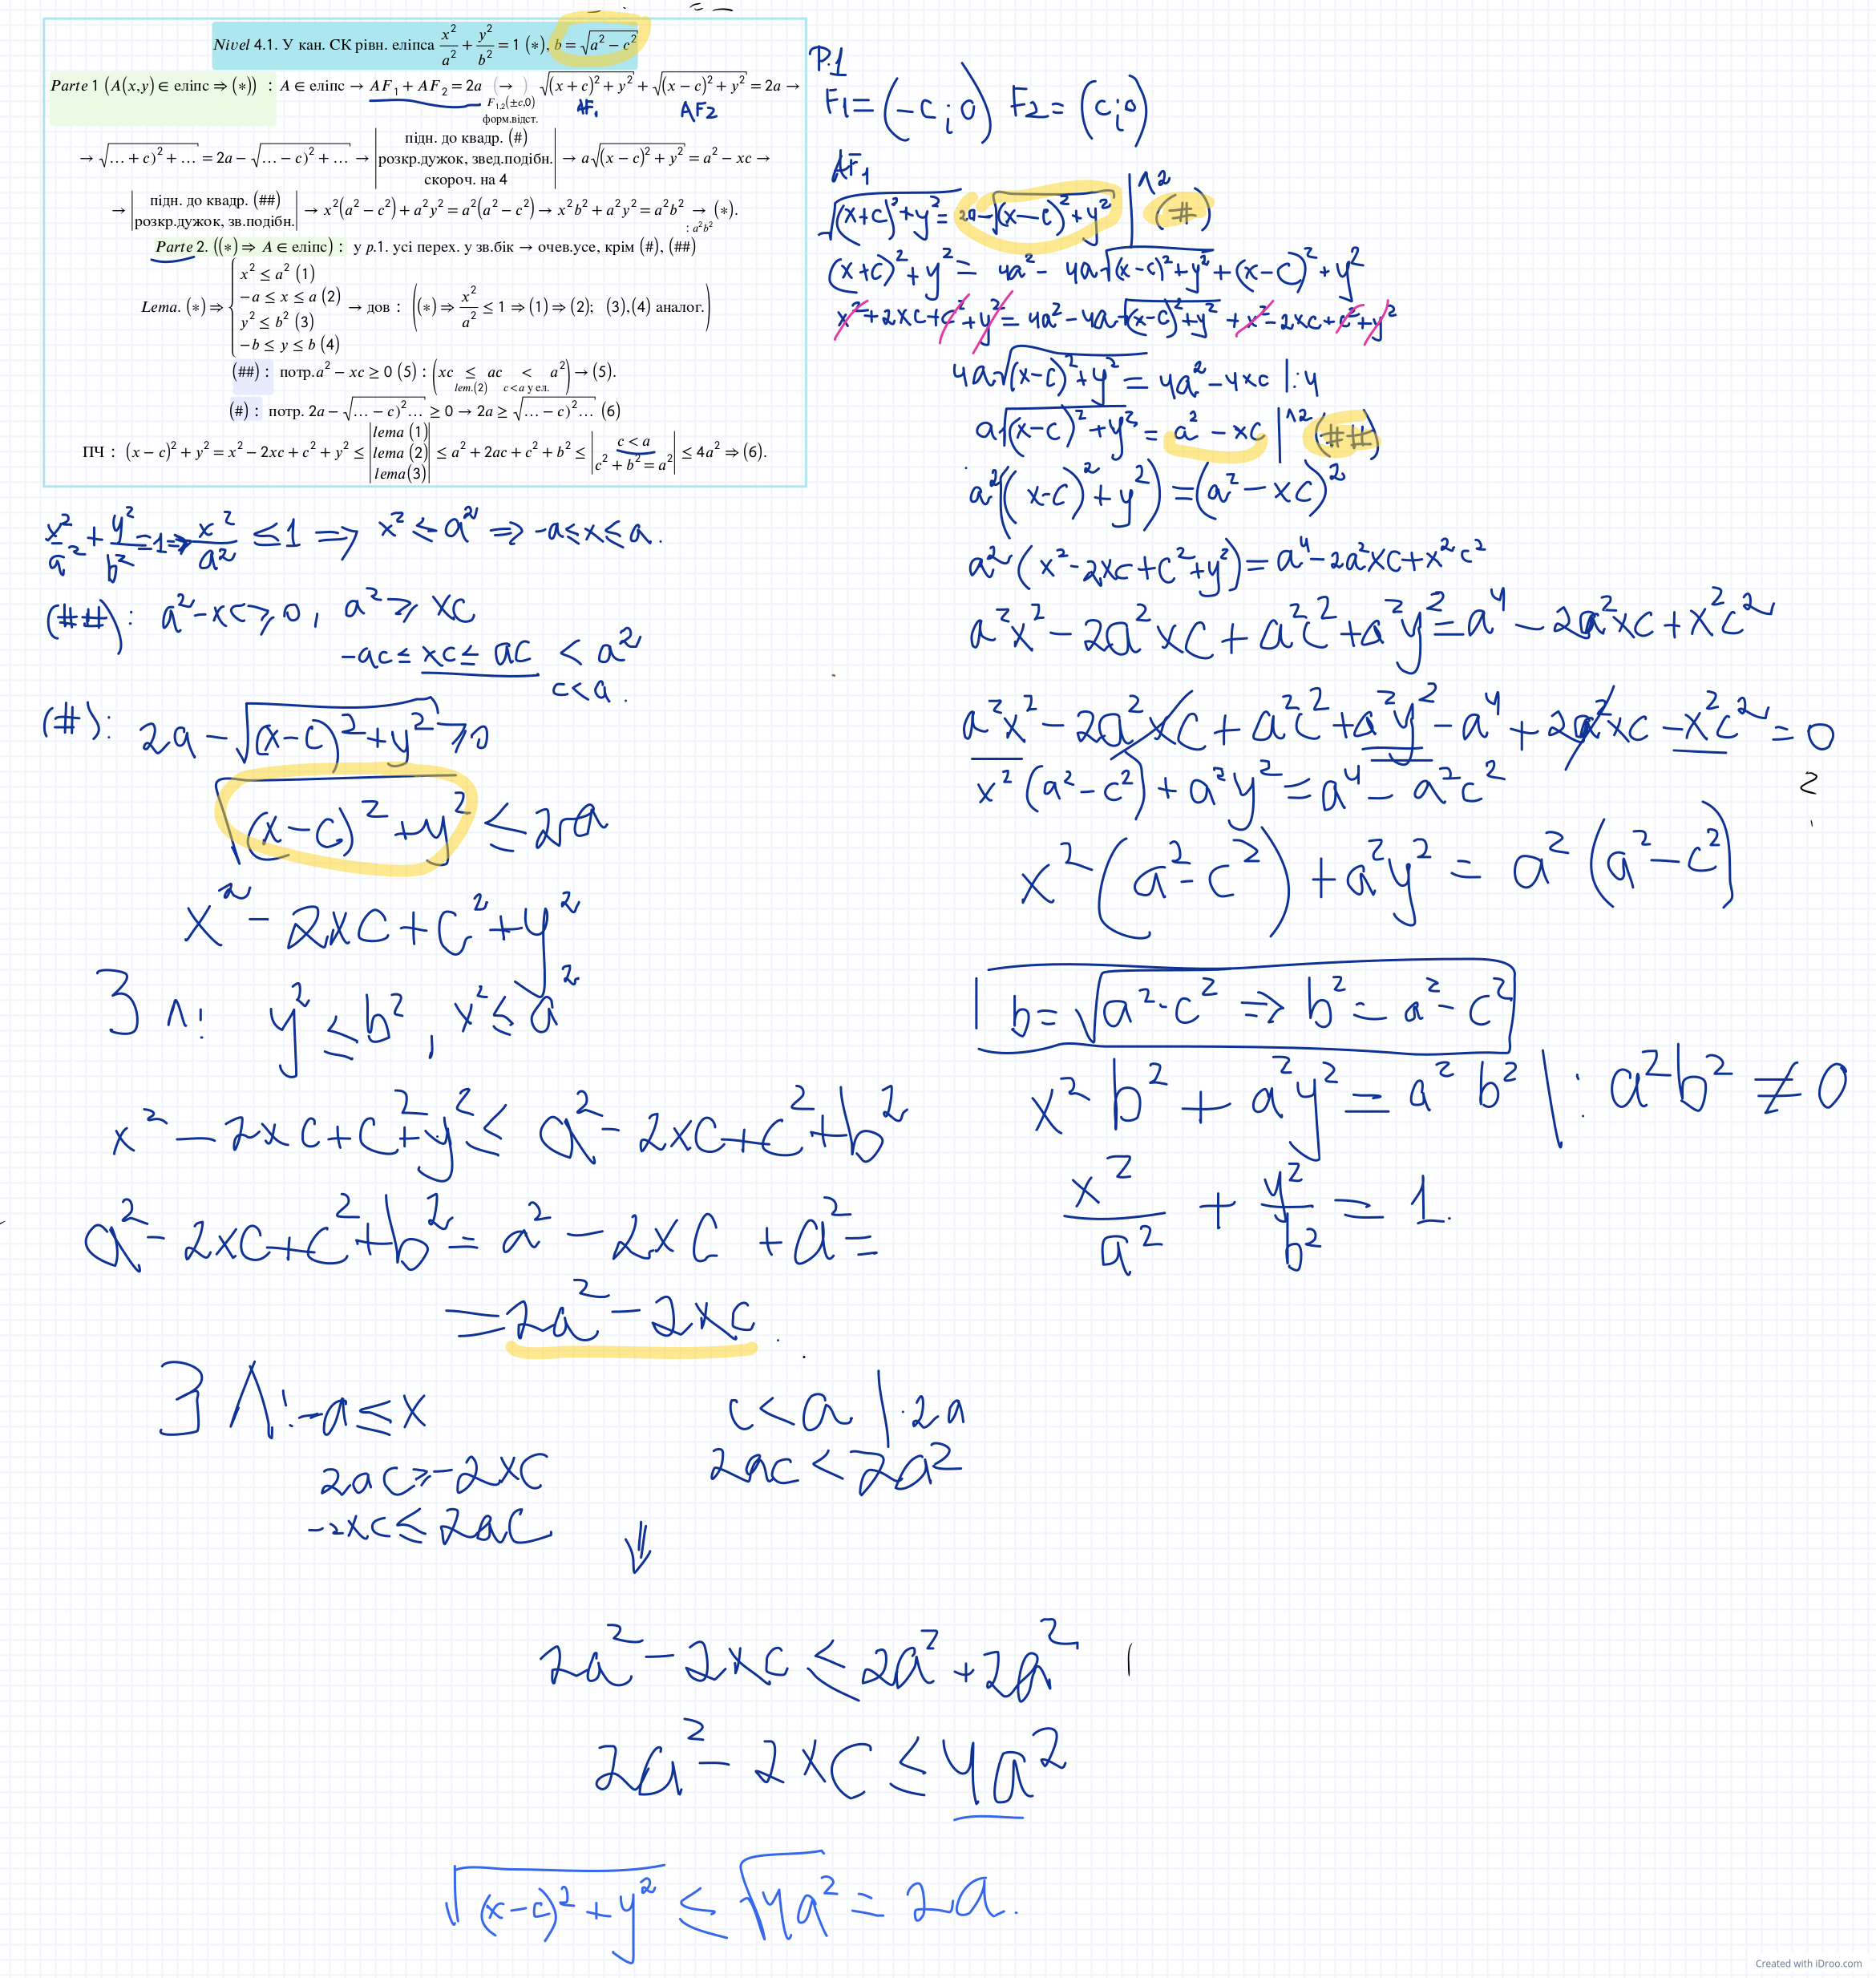 Nivel 4.1. У кан. СК рівн. еліпса x²/a² + y²/b² = 1 (∗), b = √(a² − c²)
Parte 1 (A(x,y) ∈ еліпс ⇒ (∗)) : A ∈ еліпс → AF₁ + AF₂ = 2a (→) √((x + c)² + y²) + √((x − c)² + y²) = 2a →
F₁,₂(±c,0)
форм.відст.
AF₁ AF2
→ √(… + c)² + … = 2a − √(… − c)² + … → | підн. до квадр. (#) розкр.дужок, звед.подібн. скороч. на 4 | → a√((x − c)² + y²) = a² − xc →
→ | підн. до квадр. (##) розкр.дужок, зв.подібн. | → x²(a² − c²) + a²y² = a²(a² − c²) → x²b² + a²y² = a²b² → (∗).
: a²b²
Parte 2. ((∗) ⇒ A ∈ еліпс) : у p.1. усі перех. у зв.бік → очев.усе, крім (#), (##)
Lema. (∗) ⇒ { x² ≤ a² (1)
−a ≤ x ≤ a (2)
y² ≤ b² (3)
−b ≤ y ≤ b (4)
→ дов : ((∗) ⇒ x²/a² ≤ 1 ⇒ (1) ⇒ (2); (3),(4) аналог.)
(##) : потр.a² − xc ≥ 0 (5) : (xc ≤ ac < a²) → (5).
lem.(2) c < a у ел.
(#) : потр. 2a − √(… − c)²… ≥ 0 → 2a ≥ √(… − c)²… (6)
ПЧ : (x − c)² + y² = x² − 2xc + c² + y² ≤ | lema (1) lema (2) lema(3) | ≤ a² + 2ac + c² + b² ≤ | c < a c² + b² = a² | ≤ 4a² ⇒ (6).
x²/a² + y²/b² = 1 ⇒ x²/a² ≤ 1 ⇒ x² ≤ a² ⇒ -a ≤ x ≤ a.
(##): a² - xc ≥ 0, a² ≥ xc
-ac ≤ xc ≤ ac < a²
c < a.
(#): 2a - √((x-c)² + y²) ≥ 0
√((x-c)² + y²) ≤ 2a
x² - 2xc + c² + y²
З Л: y² ≤ b², x² ≤ a²
x² - 2xc + c² + y² ≤ a² - 2xc + c² + b²
a² - 2xc + c² + b² = a² - 2xc + a² =
= 2a² - 2xc.
З Л: -a ≤ x
c < a |·2a
2ac ≥ -2xc
2ac < 2a²
-2xc ≤ 2ac
⇓
2a² - 2xc ≤ 2a² + 2a²
2a² - 2xc ≤ 4a²
√((x-c)² + y²) ≤ √4a² = 2a.
P.1
F1 = (-c; 0) F2 = (c; 0)
AF₁
√((x+c)² + y²) = 2a - √((x-c)² + y²) |^2 (#)
(x+c)² + y² = 4a² - 4a√((x-c)² + y²) + (x-c)² + y²
x² + 2xc + c² + y² = 4a² - 4a√((x-c)² + y²) + x² - 2xc + c² + y²
4a√((x-c)² + y²) = 4a² - 4xc |:4
a√((x-c)² + y²) = a² - xc |^2 (##)
a²((x-c)² + y²) = (a² - xc)²
a²(x² - 2xc + c² + y²) = a⁴ - 2a²xc + x²c²
a²x² - 2a²xc + a²c² + a²y² = a⁴ - 2a²xc + x²c²
a²x² - 2a²xc + a²c² + a²y² - a⁴ + 2a²xc - x²c² = 0
x²(a² - c²) + a²y² = a⁴ - a²c²
2
x²(a² - c²) + a²y² = a²(a² - c²)
| b = √(a² - c²) ⇒ b² = a² - c²
x²b² + a²y² = a²b² |: a²b² ≠ 0
x²/a² + y²/b² = 1.
Created with iDroo.com